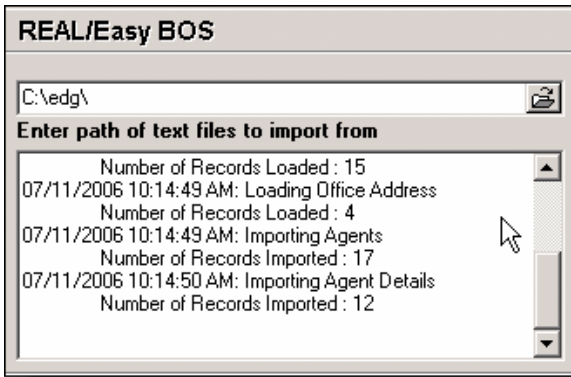 REAL/Easy BOS
C:\edg\
Enter path of text files to import from
Number of Records Loaded : 15
07/11/2006 10:14:49 AM: Loading Office Address
Number of Records Loaded : 4
07/11/2006 10:14:49 AM: Importing Agents
Number of Records Imported : 17
07/11/2006 10:14:50 AM: Importing Agent Details
Number of Records Imported : 12